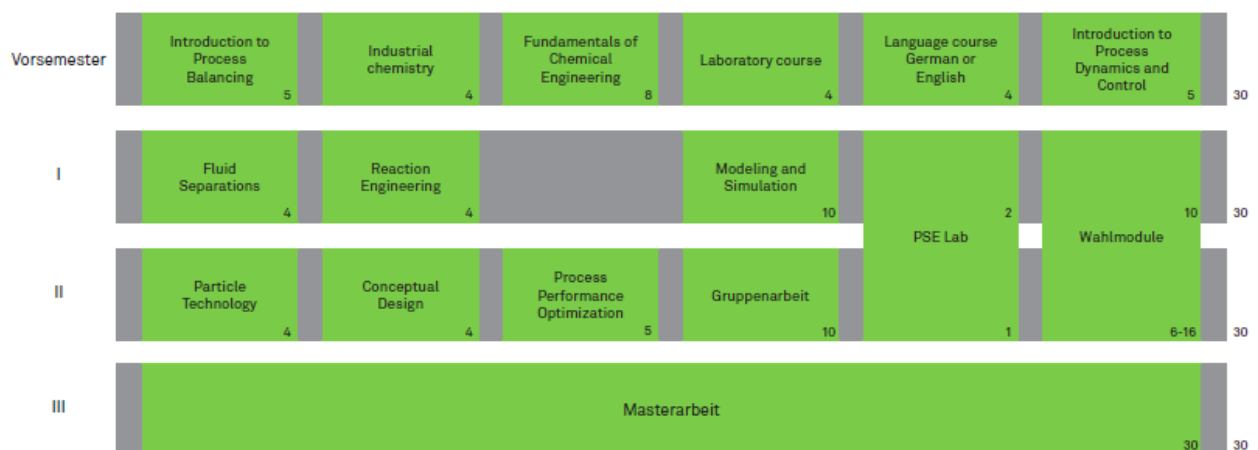 Vorsemester
Introduction to
Process
Balancing
5
Industrial
chemistry
4
Fundamentals of
Chemical
Engineering
8
Laboratory course
4
Language course
German or
English
4
Introduction to
Process
Dynamics and
Control
5
30
I
Fluid
Separations
4
Reaction
Engineering
4
Modeling and
Simulation
10
2
10
30
PSE Lab
Wahlmodule
II
Particle
Technology
4
Conceptual
Design
4
Process
Performance
Optimization
5
Gruppenarbeit
10
1
6-16
30
III
Masterarbeit
30
30